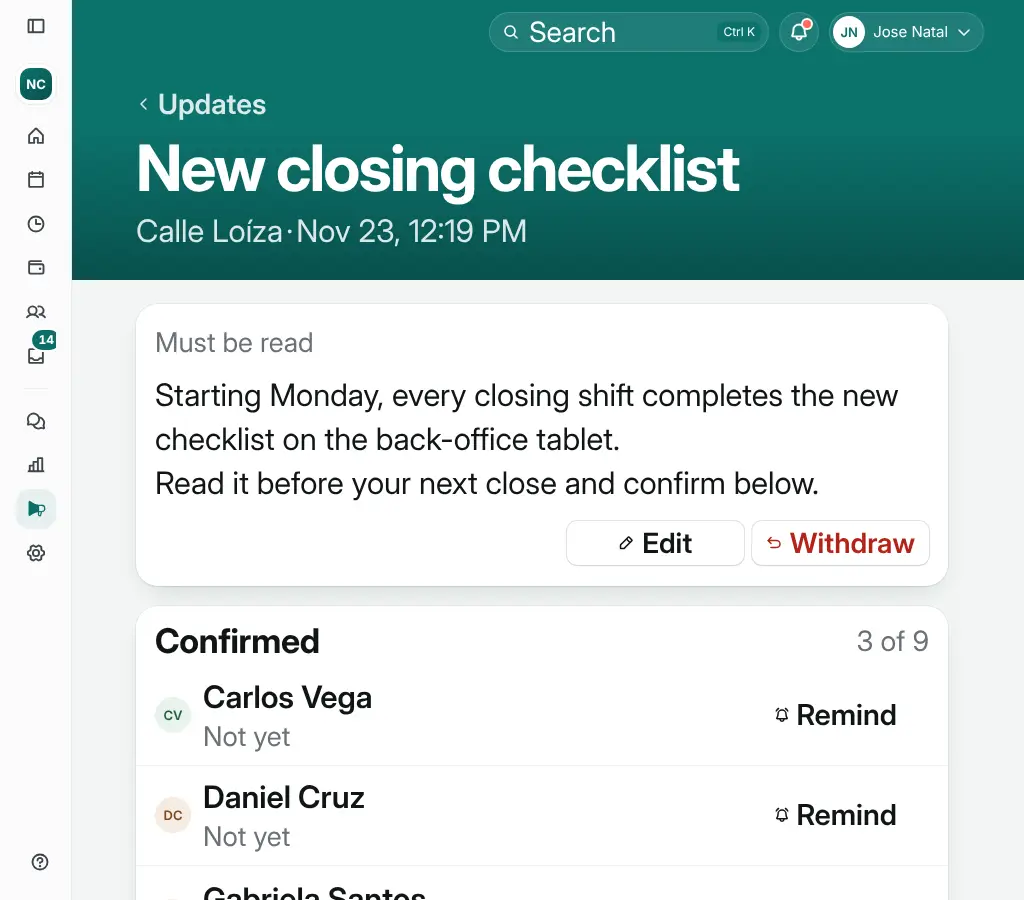 Search
Ctrl K
JN
Jose Natal
NC
Updates
New closing checklist
Calle Loíza · Nov 23, 12:19 PM
14
Must be read
Starting Monday, every closing shift completes the new
checklist on the back-office tablet.
Read it before your next close and confirm below.
Edit
Withdraw
Confirmed
3 of 9
CV
Carlos Vega
Not yet
Remind
DC
Daniel Cruz
Not yet
Remind
Gabriela Santos